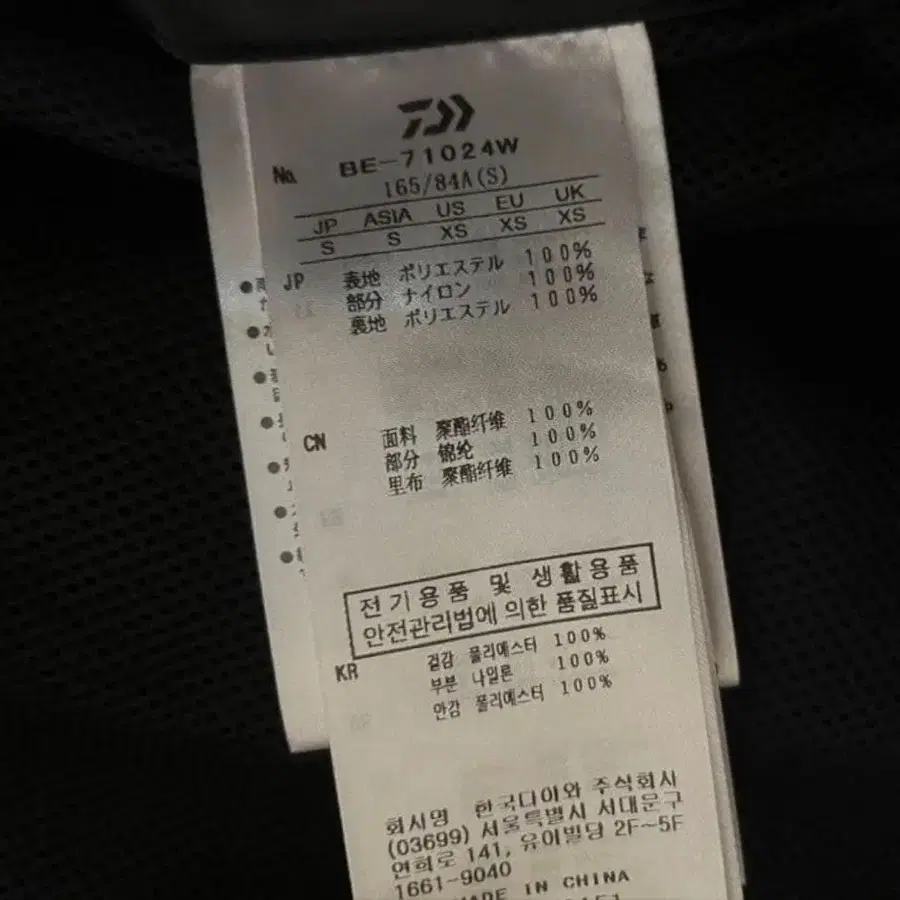 No. BE-71024W
165/84A(S)
JP ASIA US EU UK
S S XS XS XS
JP 表地 ポリエステル 100%
部分 ナイロン 100%
裏地 ポリエステル 100%
CN 面料 聚酯纤维 100%
部分 锦纶 100%
里布 聚酯纤维 100%
전기용품 및 생활용품
안전관리법에 의한 품질표시
KR 겉감 폴리에스터 100%
부분 나일론 100%
안감 폴리에스터 100%
회사명 한국다이와 주식회사
(03699) 서울특별시 서대문구
연희로 141, 유이빌딩 2F~5F
1661-9040
MADE IN CHINA